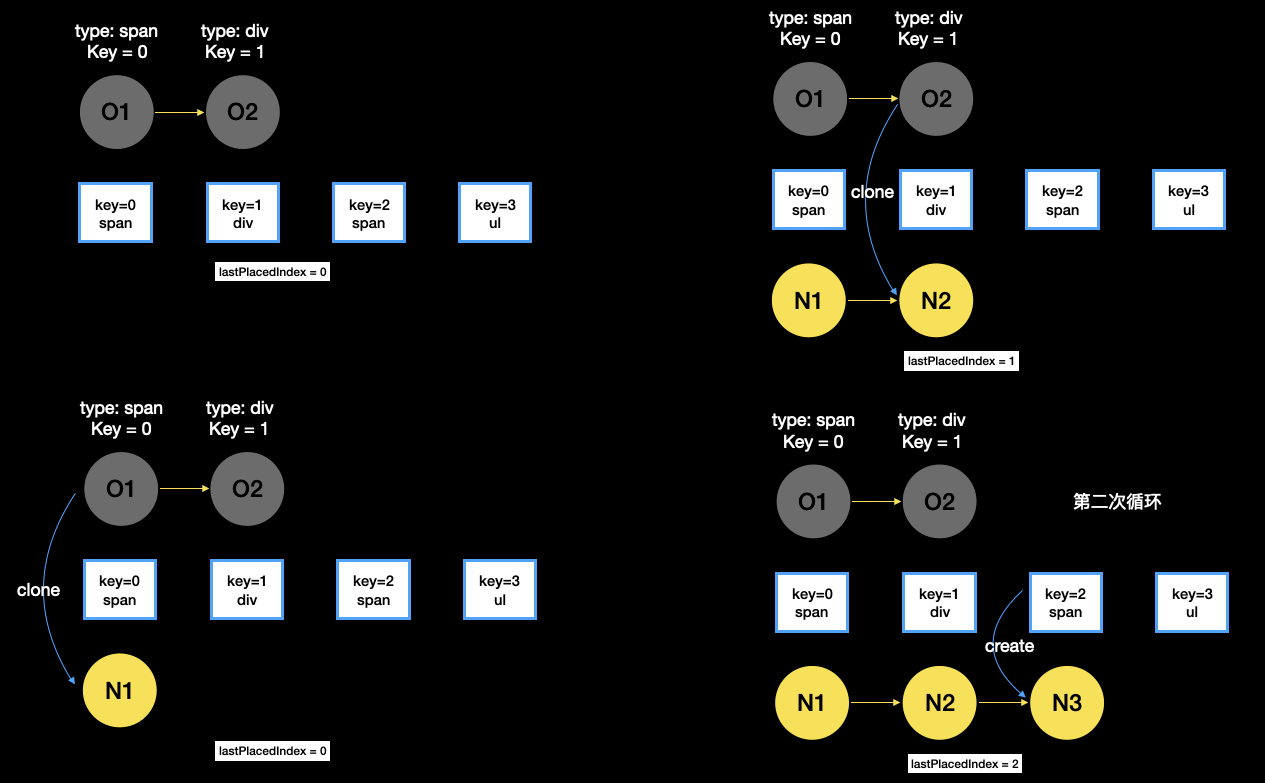 type: span
Key = 0
type: div
Key = 1
O1
O2
key=0
span
key=1
div
key=2
span
key=3
ul
lastPlacedIndex = 0
type: span
Key = 0
type: div
Key = 1
O1
O2
key=0
span
clone
key=1
div
key=2
span
key=3
ul
N1
N2
lastPlacedIndex = 1
type: span
Key = 0
type: div
Key = 1
O1
O2
clone
key=0
span
key=1
div
key=2
span
key=3
ul
N1
lastPlacedIndex = 0
type: span
Key = 0
type: div
Key = 1
O1
O2
第二次循环
key=0
span
key=1
div
key=2
span
key=3
ul
create
N1
N2
N3
lastPlacedIndex = 2